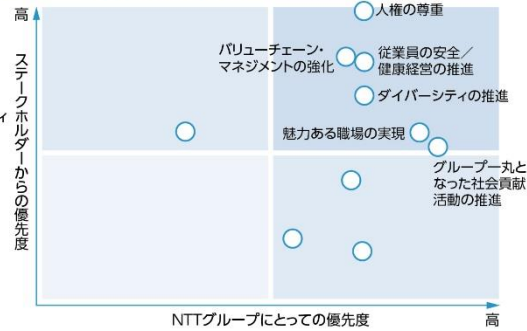 高
人権の尊重
バリューチェーン・
マネジメントの強化
従業員の安全／
健康経営の推進
ダイバーシティの推進
魅力ある職場の実現
グループ一丸と
なった社会貢献
活動の推進
ステークホルダーからの優先度
NTTグループにとっての優先度
高